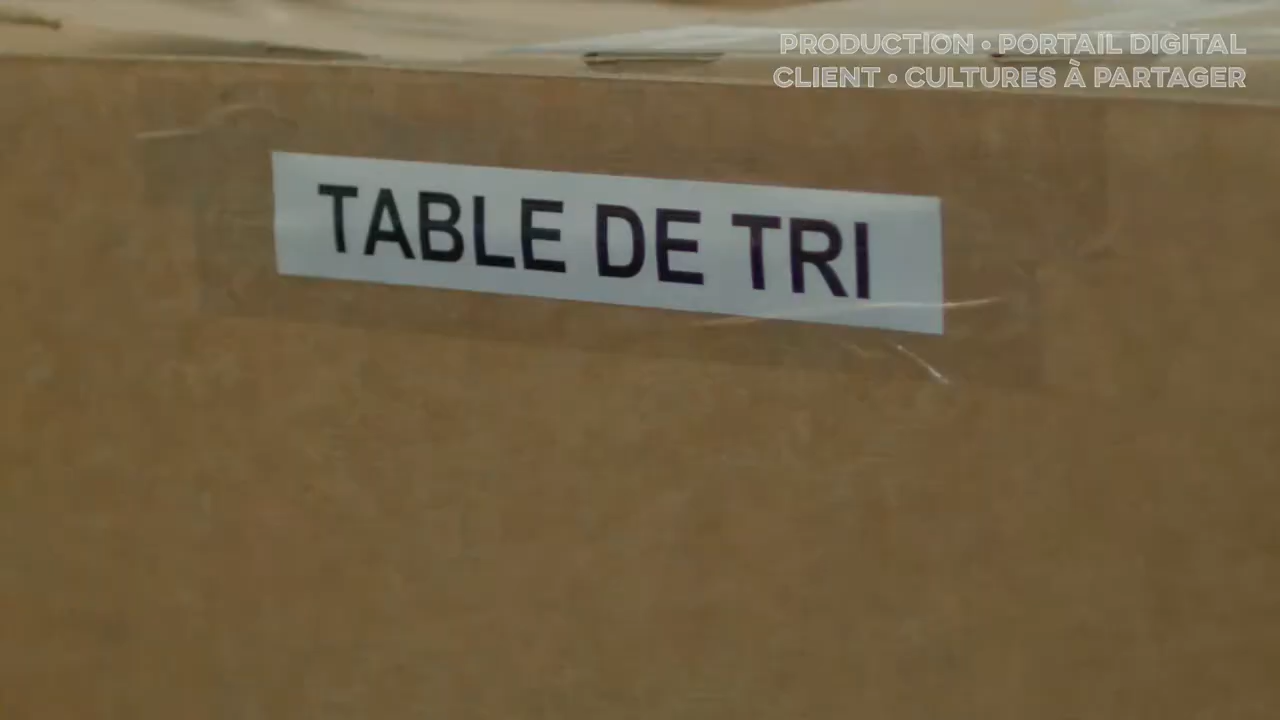 PRODUCTION • PORTAIL DIGITAL
CLIENT • CULTURES À PARTAGER
TABLE DE TRI